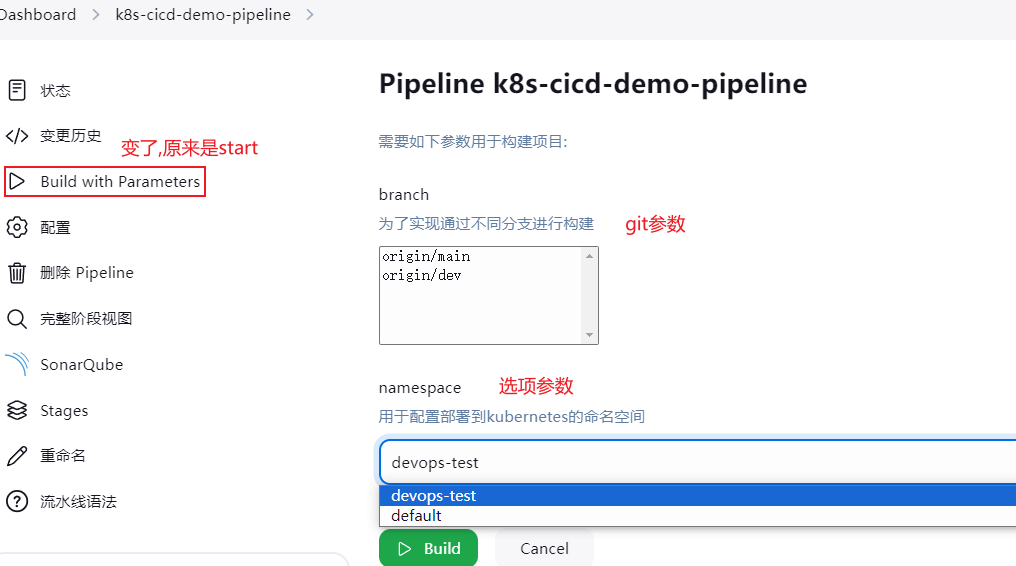 Dashboard > k8s-cicd-demo-pipeline >
状态
变更历史
变了,原来是start
Build with Parameters
配置
删除 Pipeline
完整阶段视图
SonarQube
Stages
重命名
流水线语法
Pipeline k8s-cicd-demo-pipeline
需要如下参数用于构建项目:
branch
为了实现通过不同分支进行构建 git参数
origin/main
origin/dev
namespace 选项参数
用于配置部署到kubernetes的命名空间
devops-test
devops-test
default
Build Cancel